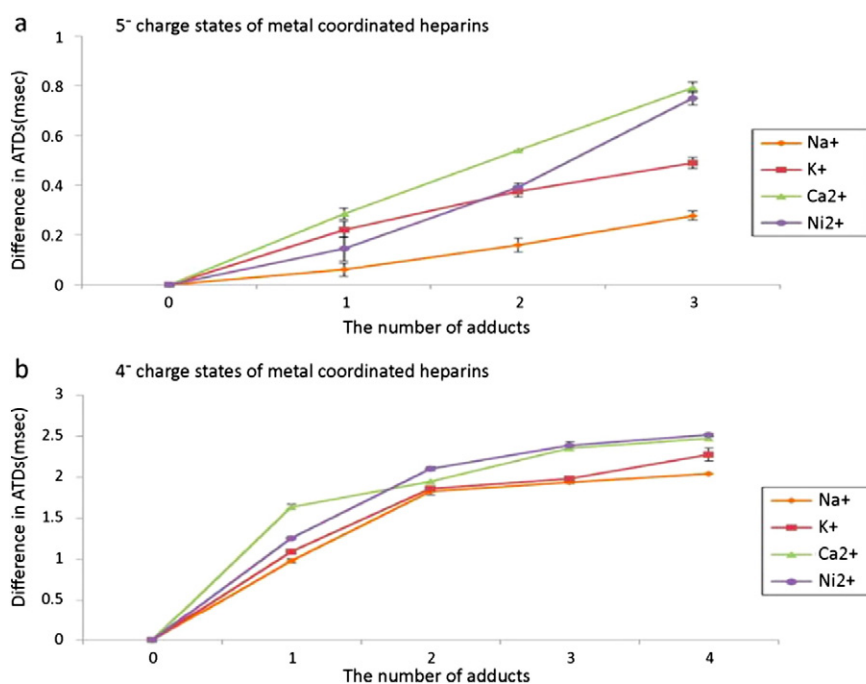 a
5⁻ charge states of metal coordinated heparins
1
0.8
0.6
0.4
0.2
0
Difference in ATDs(msec)
0 1 2 3
The number of adducts
Na+
K+
Ca2+
Ni2+
b
4⁻ charge states of metal coordinated heparins
3
2.5
2
1.5
1
0.5
0
Difference in ATDs(msec)
0 1 2 3 4
The number of adducts
Na+
K+
Ca2+
Ni2+